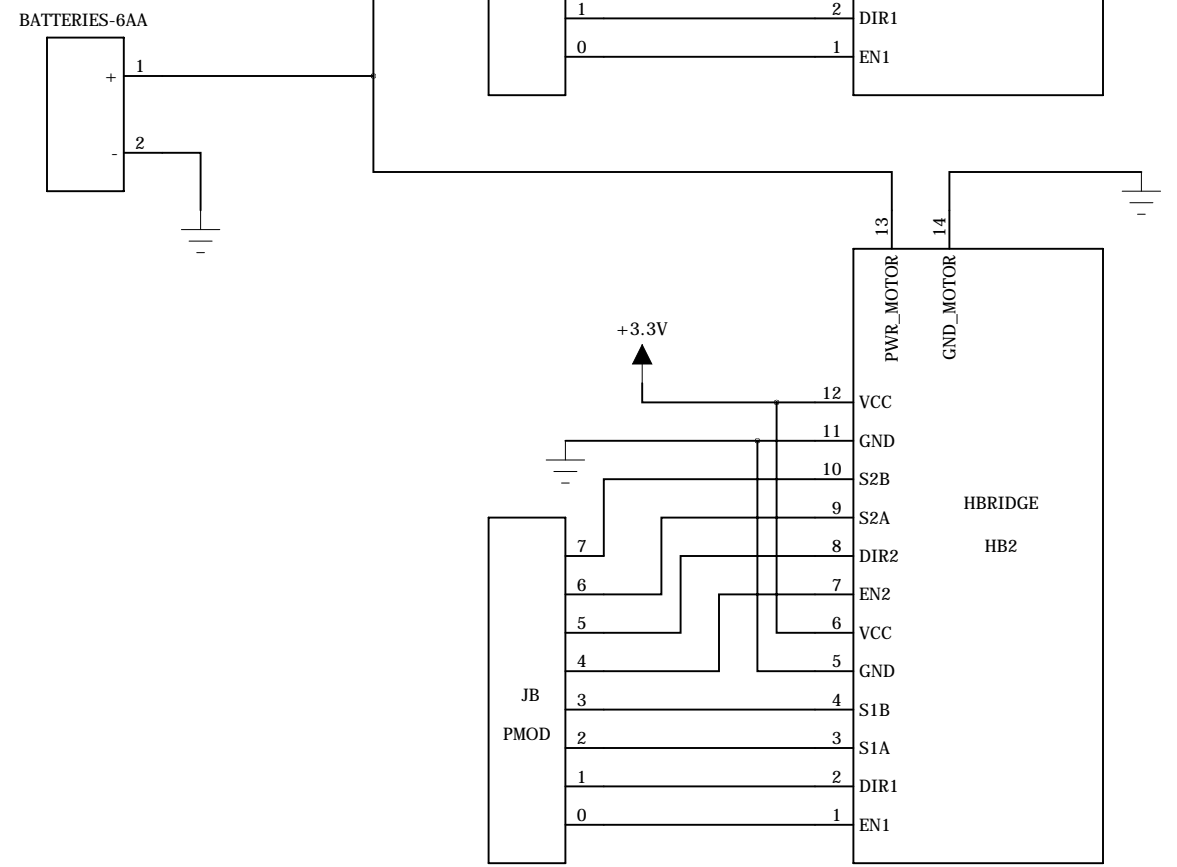 BATTERIES-6AA
1 2 DIR1
0 1 EN1
+ 1
- 2
13 14
PWR_MOTOR
GND_MOTOR
+3.3V
12 VCC
11 GND
10 S2B
9 S2A
HBRIDGE
HB2
7 8 DIR2
6 7 EN2
5 6 VCC
4 5 GND
JB
PMOD
3 4 S1B
2 3 S1A
1 2 DIR1
0 1 EN1